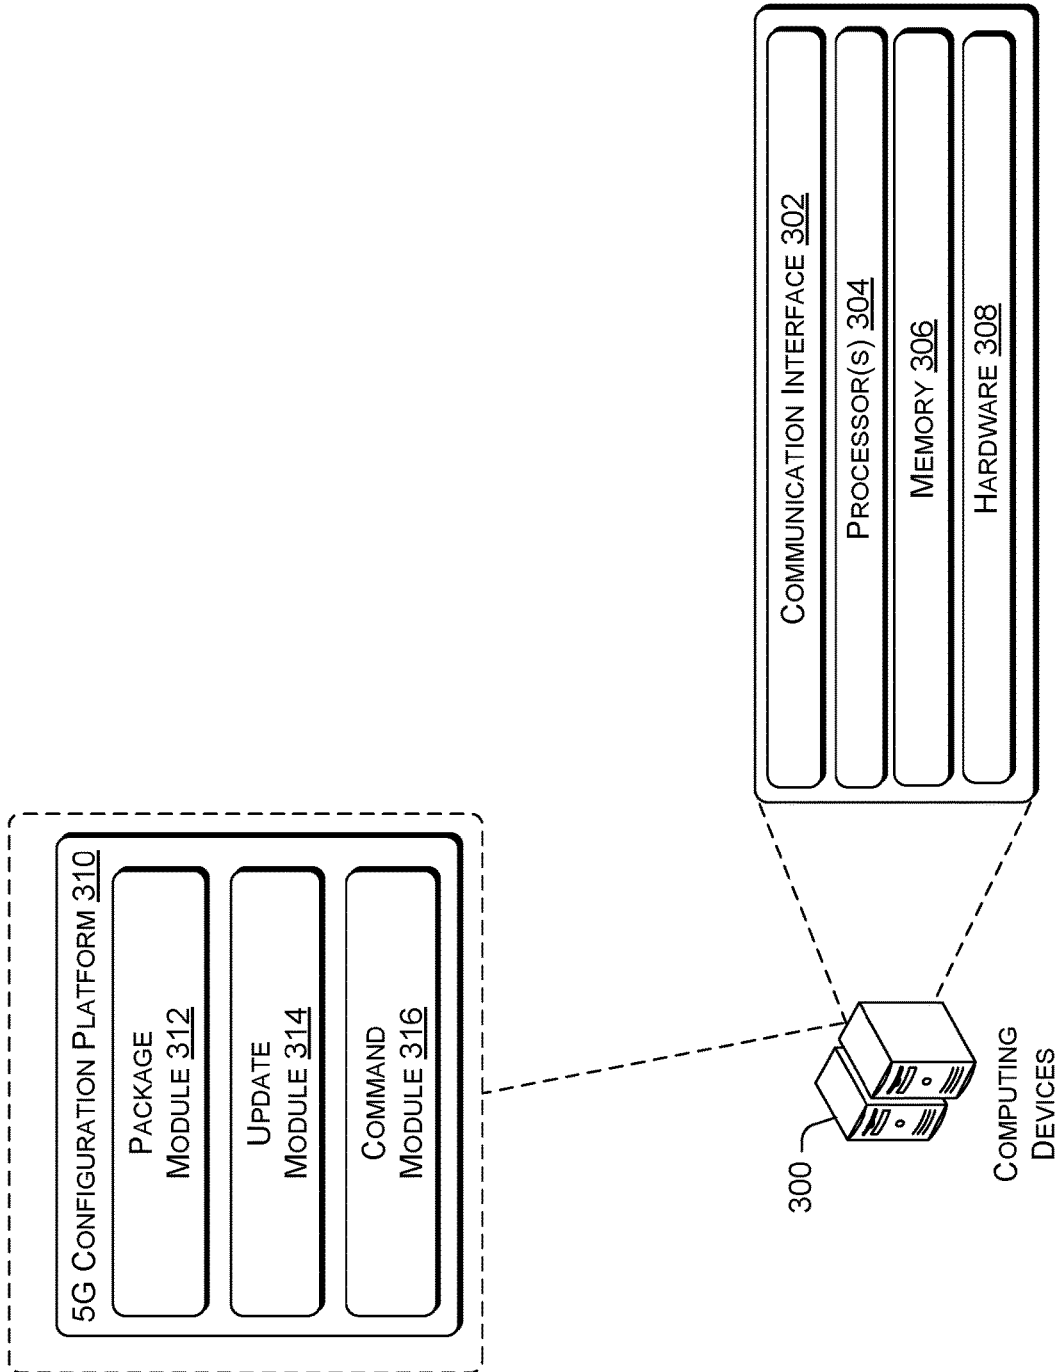 5G CONFIGURATION PLATFORM 310
PACKAGE
MODULE 312
UPDATE
MODULE 314
COMMAND
MODULE 316
300
COMPUTING
DEVICES
COMMUNICATION INTERFACE 302
PROCESSOR(S) 304
MEMORY 306
HARDWARE 308